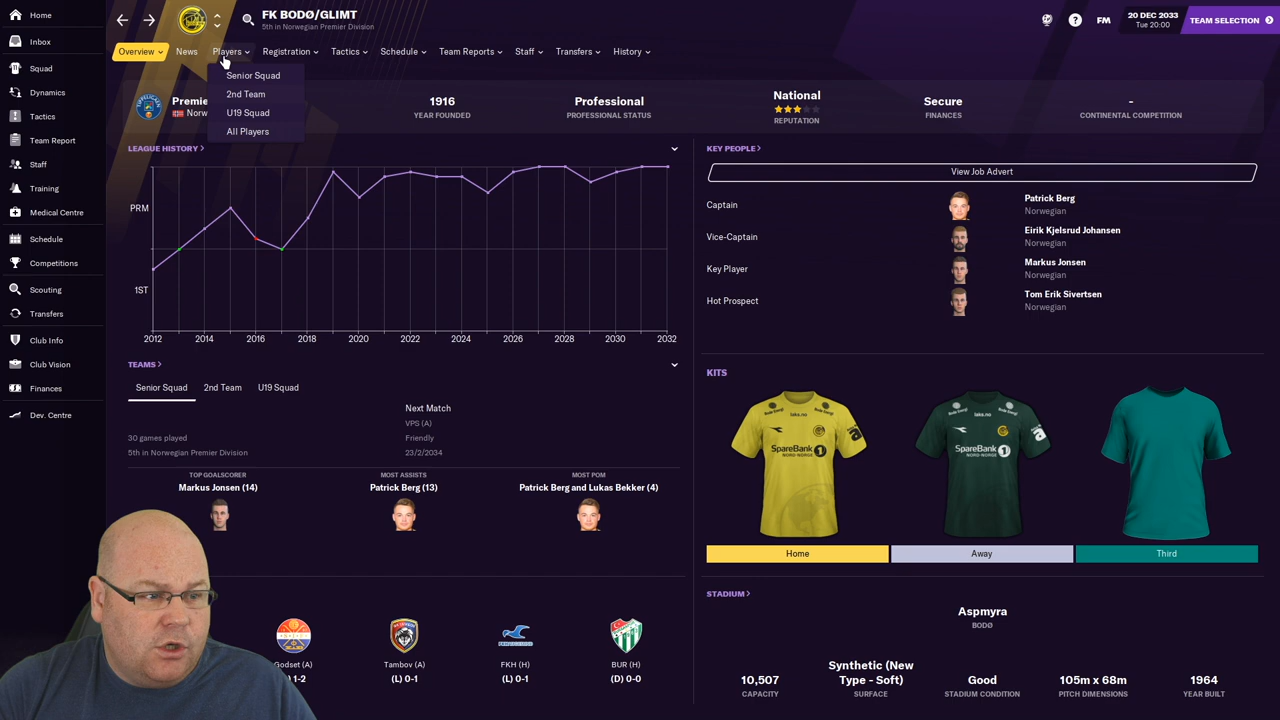 Home
Inbox
Squad
Dynamics
Tactics
Team Report
Staff
Training
Medical Centre
Schedule
Competitions
Scouting
Transfers
Club Info
Club Vision
Finances
Dev. Centre
FK BODØ/GLIMT
5th in Norwegian Premier Division
?
FM
20 DEC 2033
Tue 20:00
TEAM SELECTION
Overview
News
Players
Registration
Tactics
Schedule
Team Reports
Staff
Transfers
History
Senior Squad
2nd Team
U19 Squad
All Players
Premie
Norw
1916
YEAR FOUNDED
Professional
PROFESSIONAL STATUS
National
REPUTATION
Secure
FINANCES
-
CONTINENTAL COMPETITION
LEAGUE HISTORY
PRM
1ST
2012 2014 2016 2018 2020 2022 2024 2026 2028 2030 2032
TEAMS
Senior Squad 2nd Team U19 Squad
30 games played
5th in Norwegian Premier Division
Next Match
VPS (A)
Friendly
23/2/2034
TOP GOALSCORER
Markus Jonsen (14)
MOST ASSISTS
Patrick Berg (13)
MOST POM
Patrick Berg and Lukas Bekker (4)
Godset (A)
1-2
Tambov (A)
(L) 0-1
FKH (H)
(L) 0-1
BUR (H)
(D) 0-0
KEY PEOPLE
View Job Advert
Captain
Patrick Berg
Norwegian
Vice-Captain
Eirik Kjelsrud Johansen
Norwegian
Key Player
Markus Jonsen
Norwegian
Hot Prospect
Tom Erik Sivertsen
Norwegian
KITS
SpareBank 1
NORD-NORGE
SpareBank 1
NORD-NORGE
Home
Away
Third
STADIUM
Aspmyra
BODØ
10,507
CAPACITY
Synthetic (New
Type - Soft)
SURFACE
Good
STADIUM CONDITION
105m x 68m
PITCH DIMENSIONS
1964
YEAR BUILT